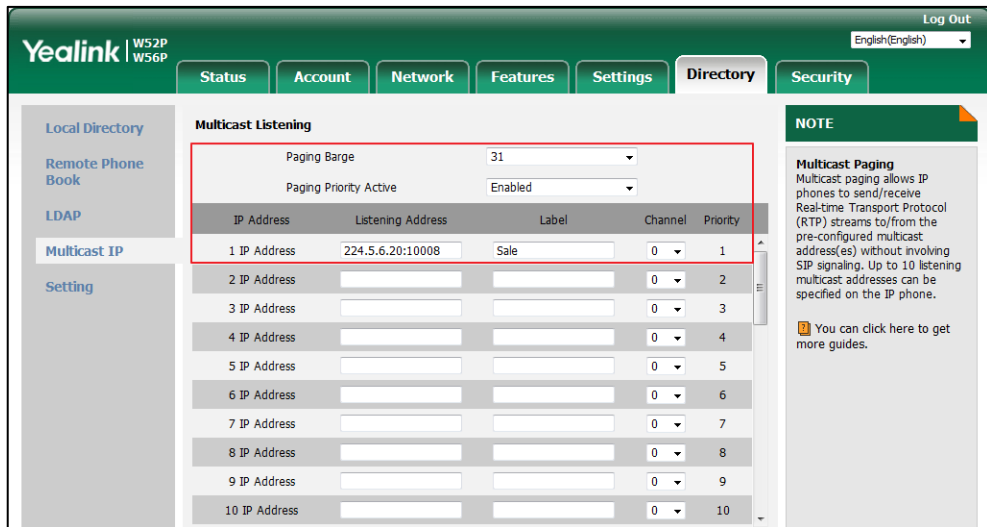 Log Out
Yealink | W52P W56P
English(English)
Status Account Network Features Settings Directory Security
Local Directory
Remote Phone Book
LDAP
Multicast IP
Setting
Multicast Listening
Paging Barge 31
Paging Priority Active Enabled
IP Address Listening Address Label Channel Priority
1 IP Address 224.5.6.20:10008 Sale 0 1
2 IP Address 0 2
3 IP Address 0 3
4 IP Address 0 4
5 IP Address 0 5
6 IP Address 0 6
7 IP Address 0 7
8 IP Address 0 8
9 IP Address 0 9
10 IP Address 0 10
NOTE
Multicast Paging
Multicast paging allows IP
phones to send/receive
Real-time Transport Protocol
(RTP) streams to/from the
pre-configured multicast
address(es) without involving
SIP signaling. Up to 10 listening
multicast addresses can be
specified on the IP phone.
You can click here to get
more guides.